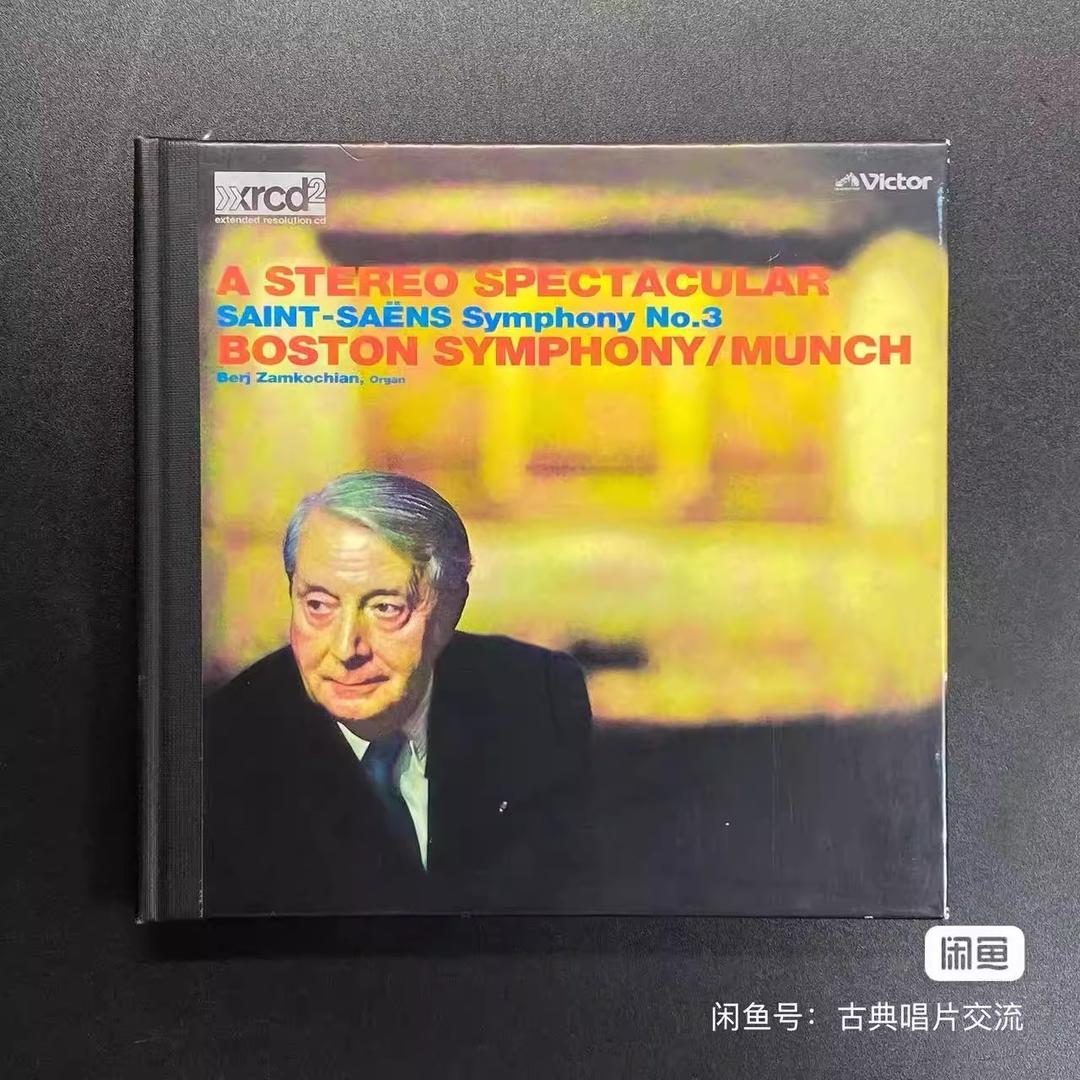 xrcd2
extended resolution cd
Victor
A STEREO SPECTACULAR
SAINT-SAËNS Symphony No.3
BOSTON SYMPHONY/MUNCH
Berj Zamkochian, Organ
闲鱼
闲鱼号：古典唱片交流